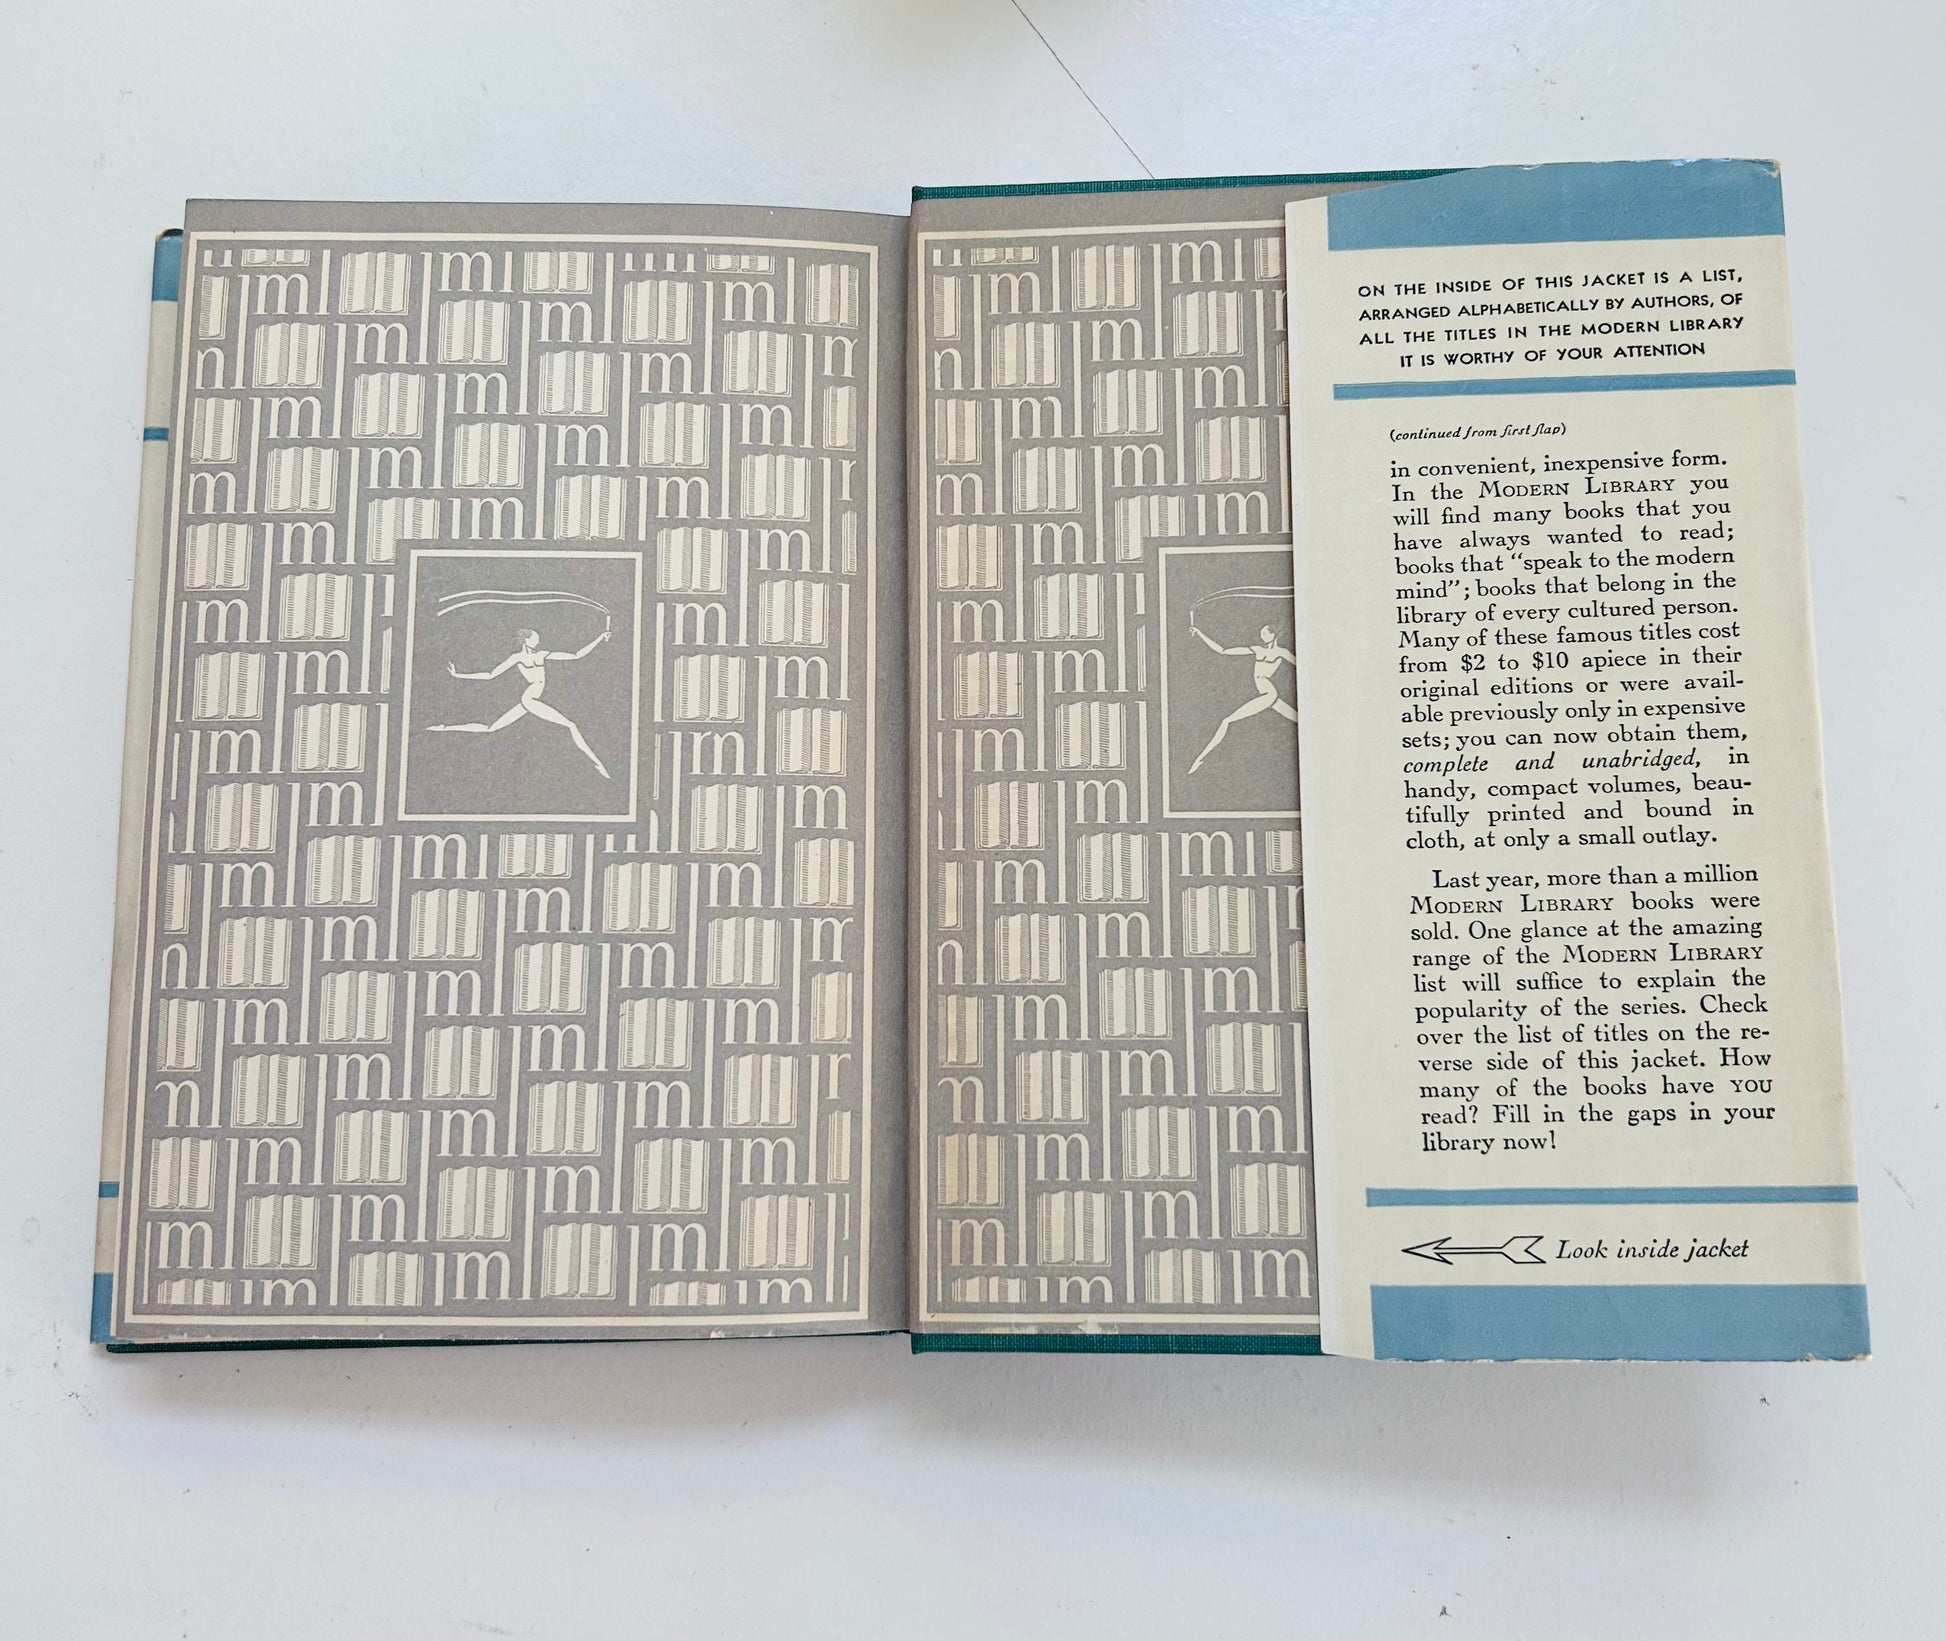 ON THE INSIDE OF THIS JACKET IS A LIST,
ARRANGED ALPHABETICALLY BY AUTHORS, OF
ALL THE TITLES IN THE MODERN LIBRARY
IT IS WORTHY OF YOUR ATTENTION
(continued from first flap)
in convenient, inexpensive form.
In the MODERN LIBRARY you
will find many books that you
have always wanted to read;
books that “speak to the modern
mind”; books that belong in the
library of every cultured person.
Many of these famous titles cost
from $2 to $10 apiece in their
original editions or were avail-
able previously only in expensive
sets; you can now obtain them,
complete and unabridged, in
handy, compact volumes, beau-
tifully printed and bound in
cloth, at only a small outlay.
Last year, more than a million
MODERN LIBRARY books were
sold. One glance at the amazing
range of the MODERN LIBRARY
list will suffice to explain the
popularity of the series. Check
over the list of titles on the re-
verse side of this jacket. How
many of the books have YOU
read? Fill in the gaps in your
library now!
Look inside jacket